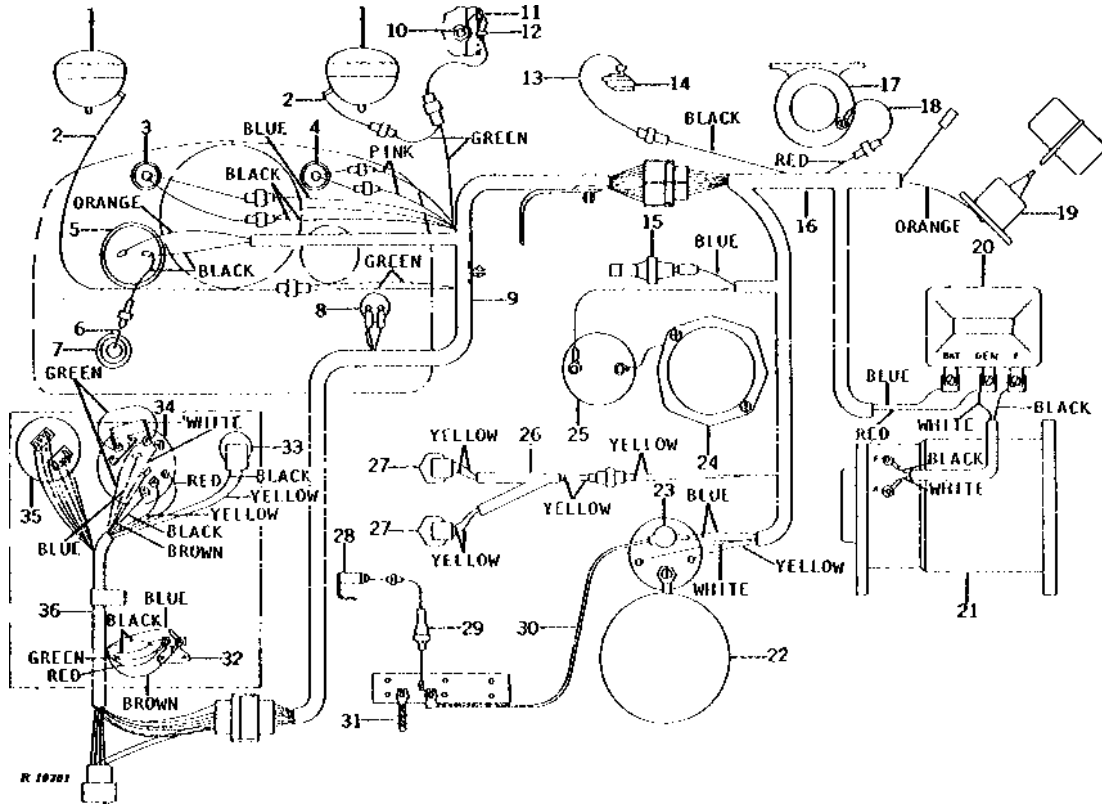 1
1
11
10
12
2
2
13
14
17
18
3
BLUE
4
PINK
GREEN
BLACK
RED
BLACK
ORANGE
5
16
ORANGE
19
15
BLUE
20
BLACK
GREEN
8
9
6
7
GREEN
BAT
GEN
F
BLUE
25
24
RED
WHITE
BLACK
34
WHITE
33
YELLOW
26
YELLOW
27
RED
BLACK
BLACK
YELLOW
23
YELLOW
WHITE
35
YELLOW
BLUE
27
BLACK
BLUE
BROWN
28
YELLOW
YELLOW
WHITE
21
36
BLUE
BLACK
29
30
GREEN
32
22
RED
BROWN
31
R 10701